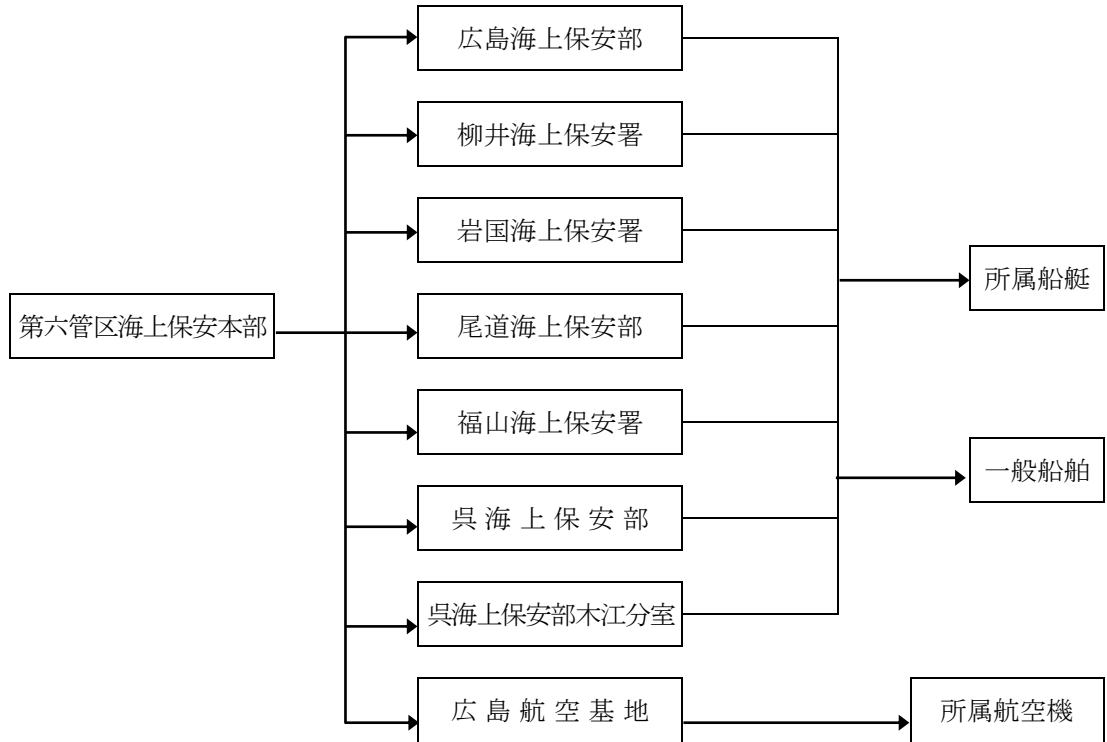 広島海上保安部
柳井海上保安署
岩国海上保安署
所属船艇
第六管区海上保安本部
尾道海上保安部
福山海上保安署
一般船舶
呉海上保安部
呉海上保安部木江分室
広島航空基地
所属航空機